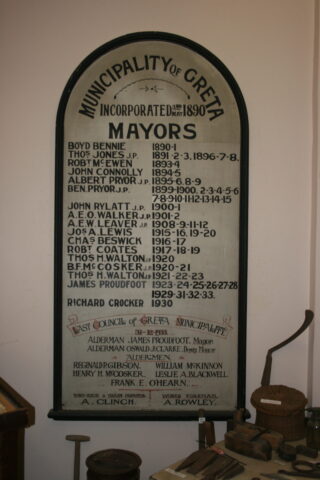 MUNICIPALITY OF GRETA
INCORPORATED 1890
MAYORS
BOYD BENNIE 1890-1
THOS JONES J.P. 1891-2-3, 1896-7-8.
ROBT McEWEN 1893-4
JOHN CONNOLLY 1894-5
ALBERT PRYOR J.P. 1895-6, 8-9
BEN. PRYOR J.P. 1899-1900. 2-3-4-5-6
7-8-9-10-11-12-13-14-15
JOHN RYLATT J.P. 1900-1
A.E.O. WALKER J.P. 1901-2
A.E.W. LEAVER J.P. 1908-9-11-12
JOS A. LEWIS 1915-16, 19-20
CHAS BESWICK 1916-17
ROBT COATES 1917-18-19
THOS H. WALTON J.P. 1920
B.F. McCOSKER J.P. 1920-21
THOS H. WALTON J.P. 1921-22-23
JAMES PROUDFOOT 1923-24-25-26-27-28
1929-31-32-33.
RICHARD CROCKER 1930
LAST COUNCIL of GRETA MUNICIPALITY
ALDERMAN JAMES PROUDFOOT, Mayor
ALDERMAN OSWALD P. CLARKE, Depty Mayor
ALDERMEN
REGINALD P. GIBSON, WILLIAM McKINNON
HENRY H. McCOSKER, LESLIE A. BLACKWELL
FRANK E. O'HEARN,
A. CLINCH. A. ROWLEY.